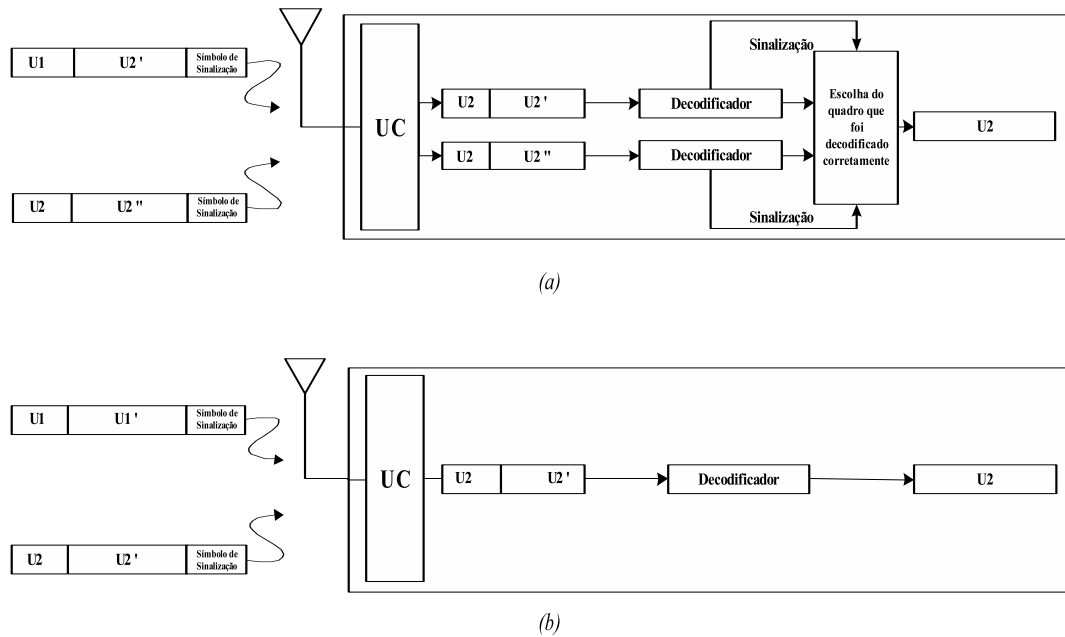 U1 U2' Símbolo de Sinalização
U2 U2" Símbolo de Sinalização
UC
U2 U2'
U2 U2"
Decodificador
Decodificador
Sinalização
Sinalização
Escolha do
quadro que
foi
decodificado
corretamente
U2
(a)
U1 U1' Símbolo de Sinalização
U2 U2' Símbolo de Sinalização
UC
U2 U2'
Decodificador
U2
(b)